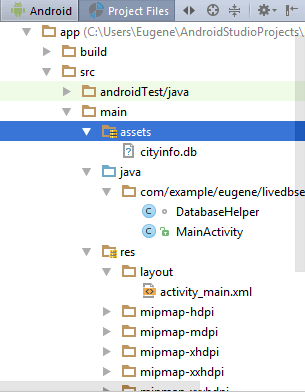 Android Project Files
app (C:\Users\Eugene\AndroidStudioProjects\
build
src
androidTest/java
main
assets
cityinfo.db
java
com/example/eugene/livedbse
DatabaseHelper
MainActivity
res
layout
activity_main.xml
mipmap-hdpi
mipmap-mdpi
mipmap-xhdpi
mipmap-xxhdpi